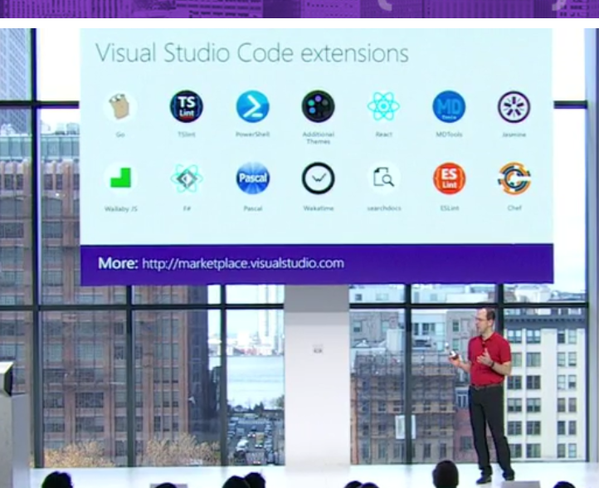 Visual Studio Code extensions
TS
Lint
MD
Go
TSLint
PowerShell
Additional
Themes
React
MDTools
Jasmine
Pascal
ES
Lint
Wallaby JS
F#
Pascal
Wakatime
searchdocs
ESLint
Chef
More: http://marketplace.visualstudio.com